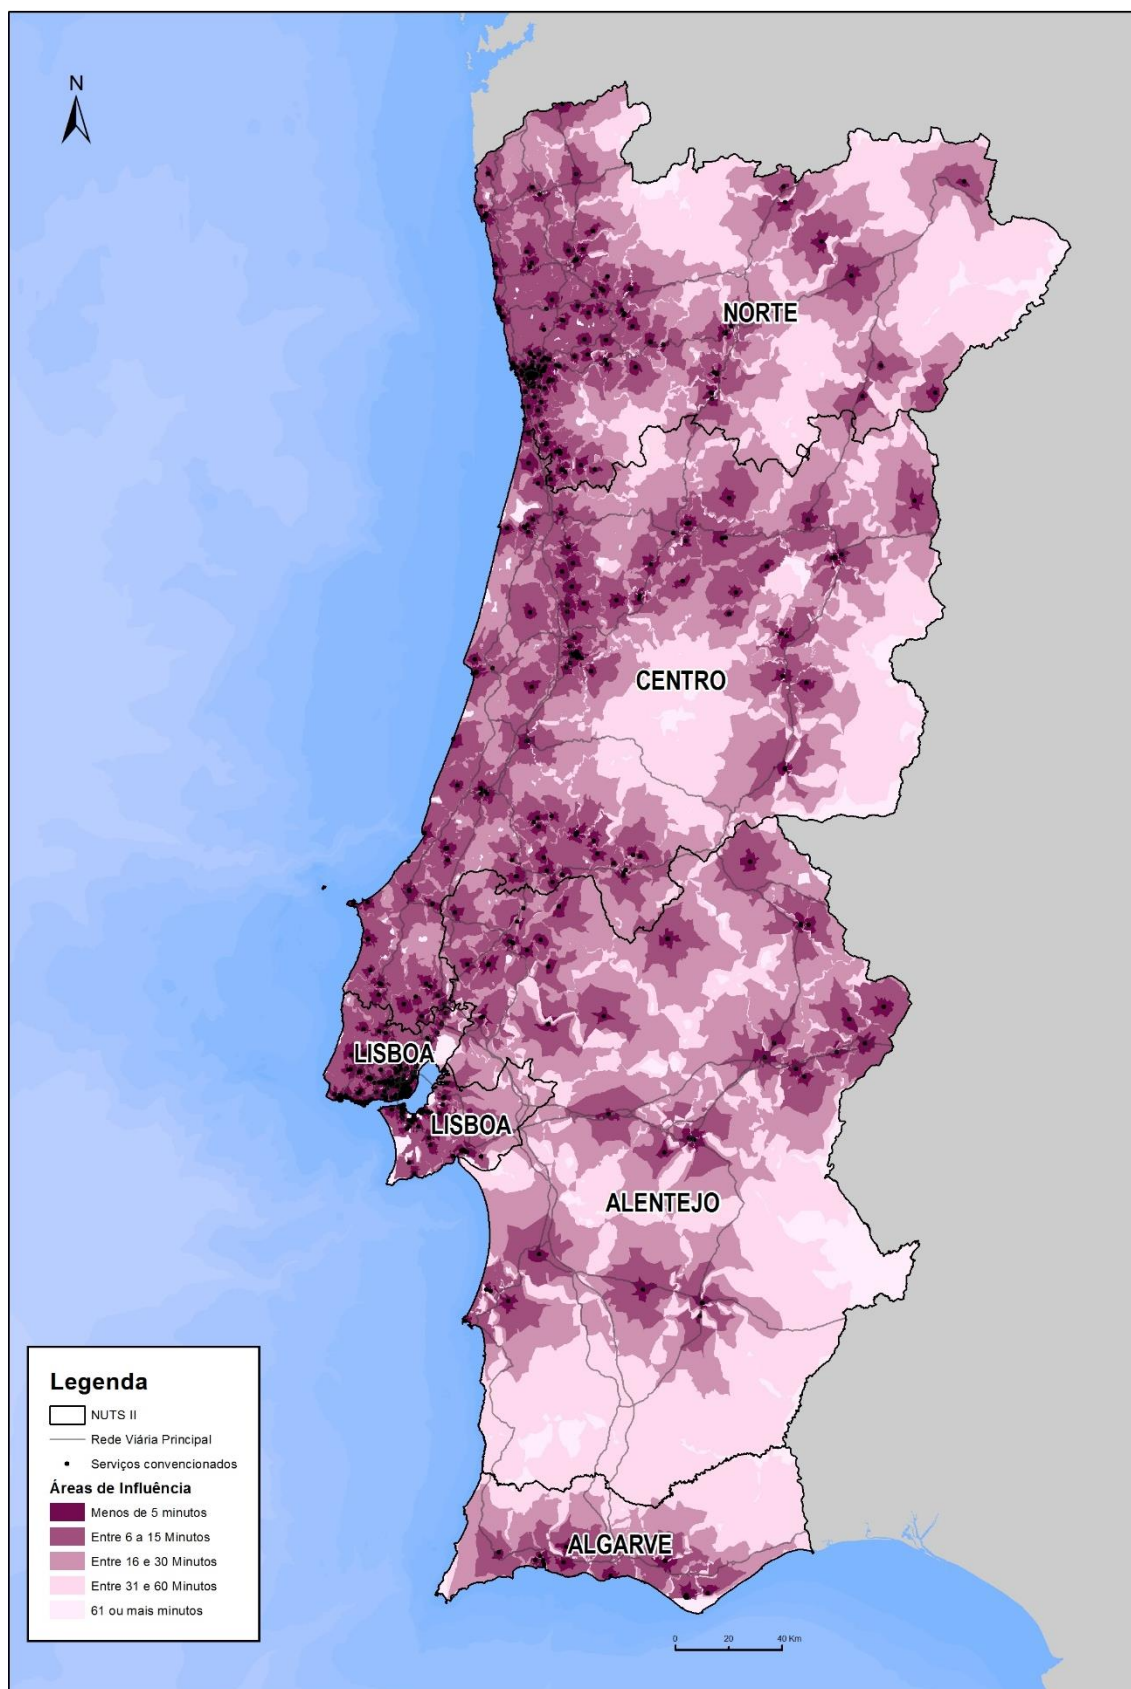 N
NORTE
CENTRO
LISBOA
LISBOA
ALENTEJO
ALGARVE
Legenda
NUTS II
Rede Viária Principal
Serviços convencionados
Áreas de Influência
Menos de 5 minutos
Entre 6 a 15 Minutos
Entre 16 e 30 Minutos
Entre 31 e 60 Minutos
61 ou mais minutos
0 20 40 Km